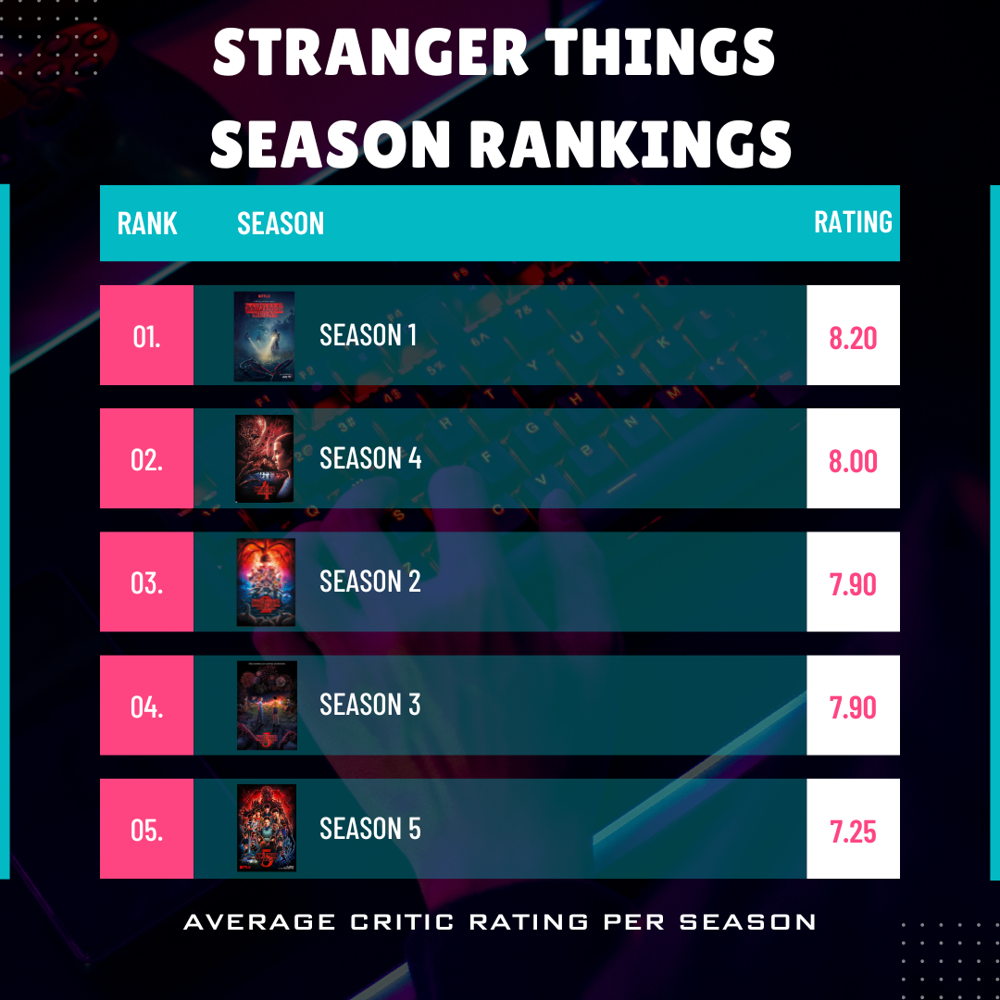 STRANGER THINGS
SEASON RANKINGS
RANK SEASON RATING
01. SEASON 1 8.20
02. SEASON 4 8.00
03. SEASON 2 7.90
04. SEASON 3 7.90
05. SEASON 5 7.25
AVERAGE CRITIC RATING PER SEASON